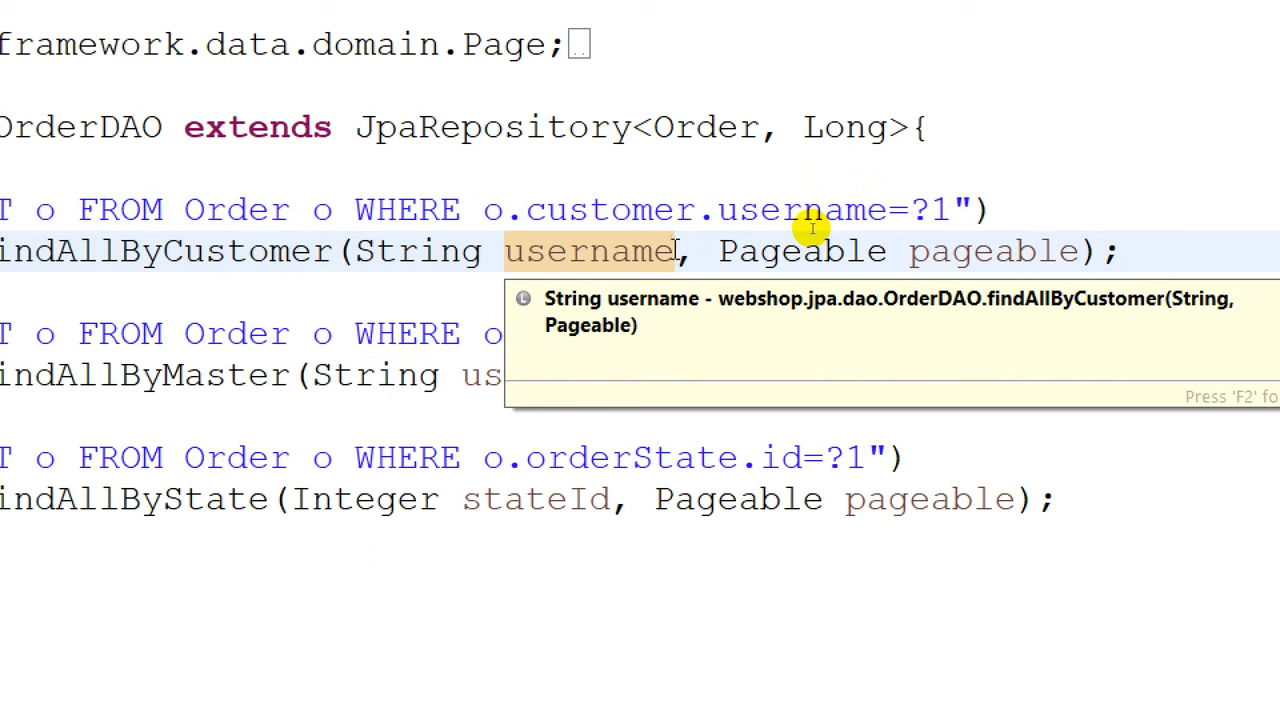 framework.data.domain.Page;
OrderDAO extends JpaRepository<Order, Long>{
T o FROM Order o WHERE o.customer.username=?1")
indAllByCustomer(String username, Pageable pageable);
String username - webshop.jpa.dao.OrderDAO.findAllByCustomer(String,
Pageable)
T o FROM Order o WHERE o
indAllByMaster(String us
Press 'F2' fo
T o FROM Order o WHERE o.orderState.id=?1")
indAllByState(Integer stateId, Pageable pageable);